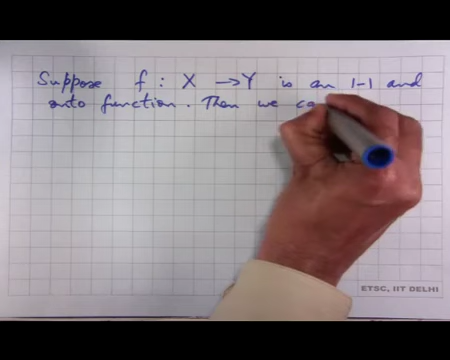 Suppose f : X → Y is an 1-1 and
onto function. Then we ca
ETSC, IIT DELHI